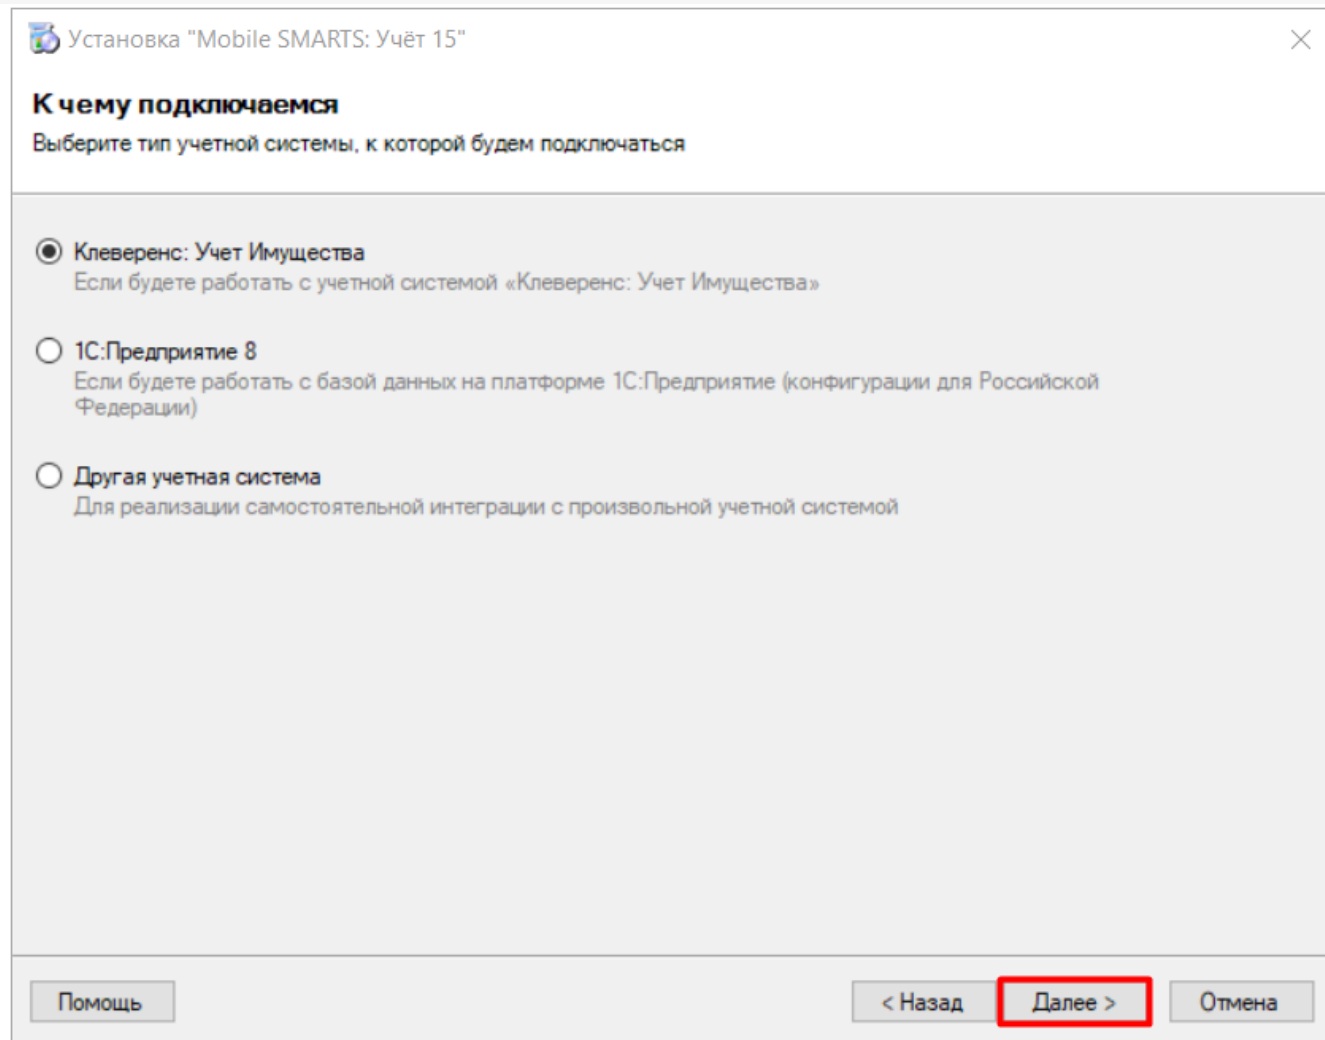 Установка "Mobile SMARTS: Учёт 15"
К чему подключаемся
Выберите тип учетной системы, к которой будем подключаться
Клеверенс: Учет Имущества
Если будете работать с учетной системой «Клеверенс: Учет Имущества»
1С:Предприятие 8
Если будете работать с базой данных на платформе 1С:Предприятие (конфигурации для Российской
Федерации)
Другая учетная система
Для реализации самостоятельной интеграции с произвольной учетной системой
Помощь
< Назад
Далее >
Отмена